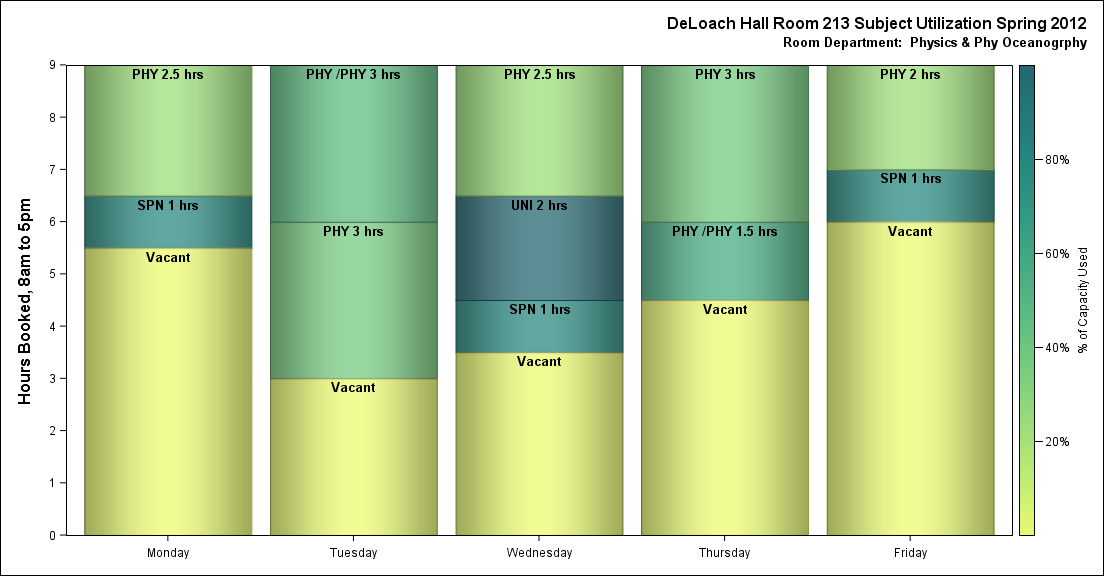 DeLoach Hall Room 213 Subject Utilization Spring 2012
Room Department:  Physics & Phy Oceanogrphy
Hours Booked, 8am to 5pm
9
8
7
6
5
4
3
2
1
0
PHY 2.5 hrs
SPN 1 hrs
Vacant
PHY /PHY 3 hrs
PHY 3 hrs
Vacant
PHY 2.5 hrs
UNI 2 hrs
SPN 1 hrs
Vacant
PHY 3 hrs
PHY /PHY 1.5 hrs
Vacant
PHY 2 hrs
SPN 1 hrs
Vacant
Monday
Tuesday
Wednesday
Thursday
Friday
80%
60%
40%
20%
% of Capacity Used